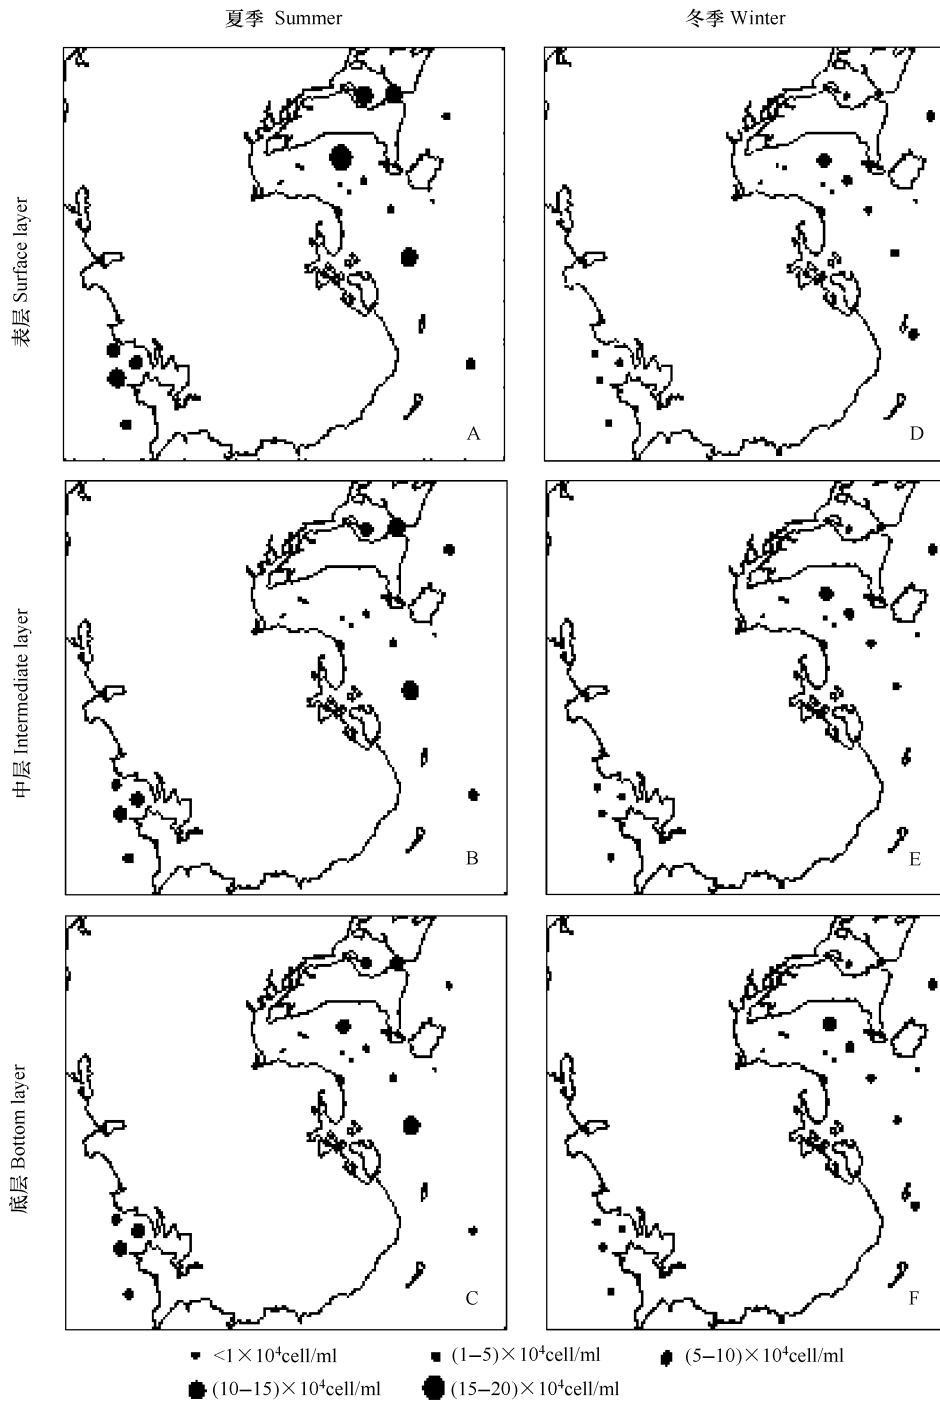 夏季 Summer
冬季 Winter
表层 Surface layer
A
D
中层 Intermediate layer
B
E
底层 Bottom layer
C
F
<1×10⁴cell/ml
(1–5)×10⁴cell/ml
(5–10)×10⁴cell/ml
(10–15)×10⁴cell/ml
(15–20)×10⁴cell/ml